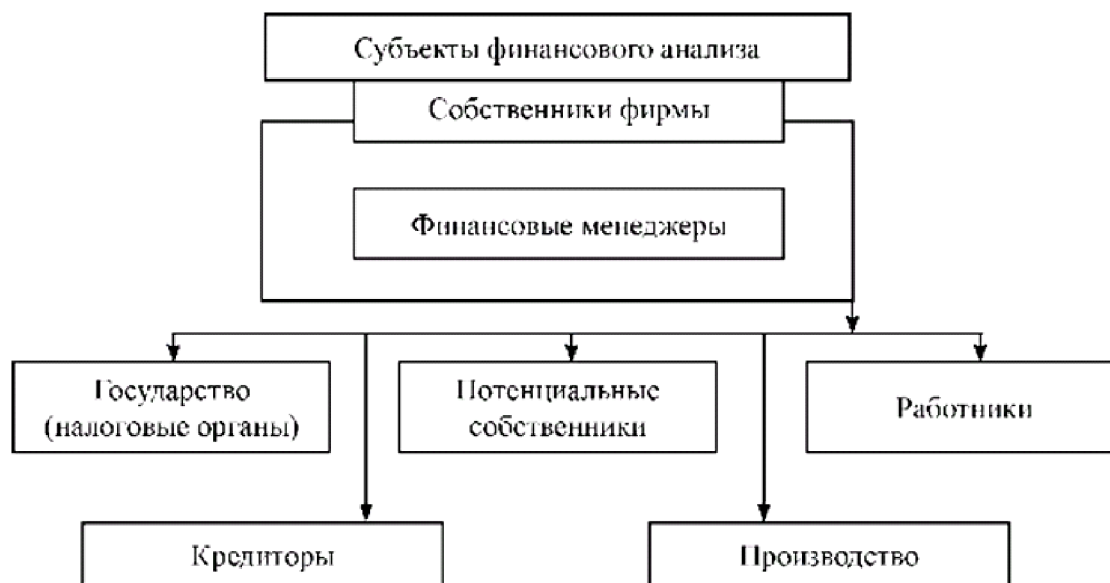 Субъекты финансового анализа
Собственники фирмы
Финансовые менеджеры
Государство
(налоговые органы)
Потенциальные
собственники
Работники
Кредиторы
Производство